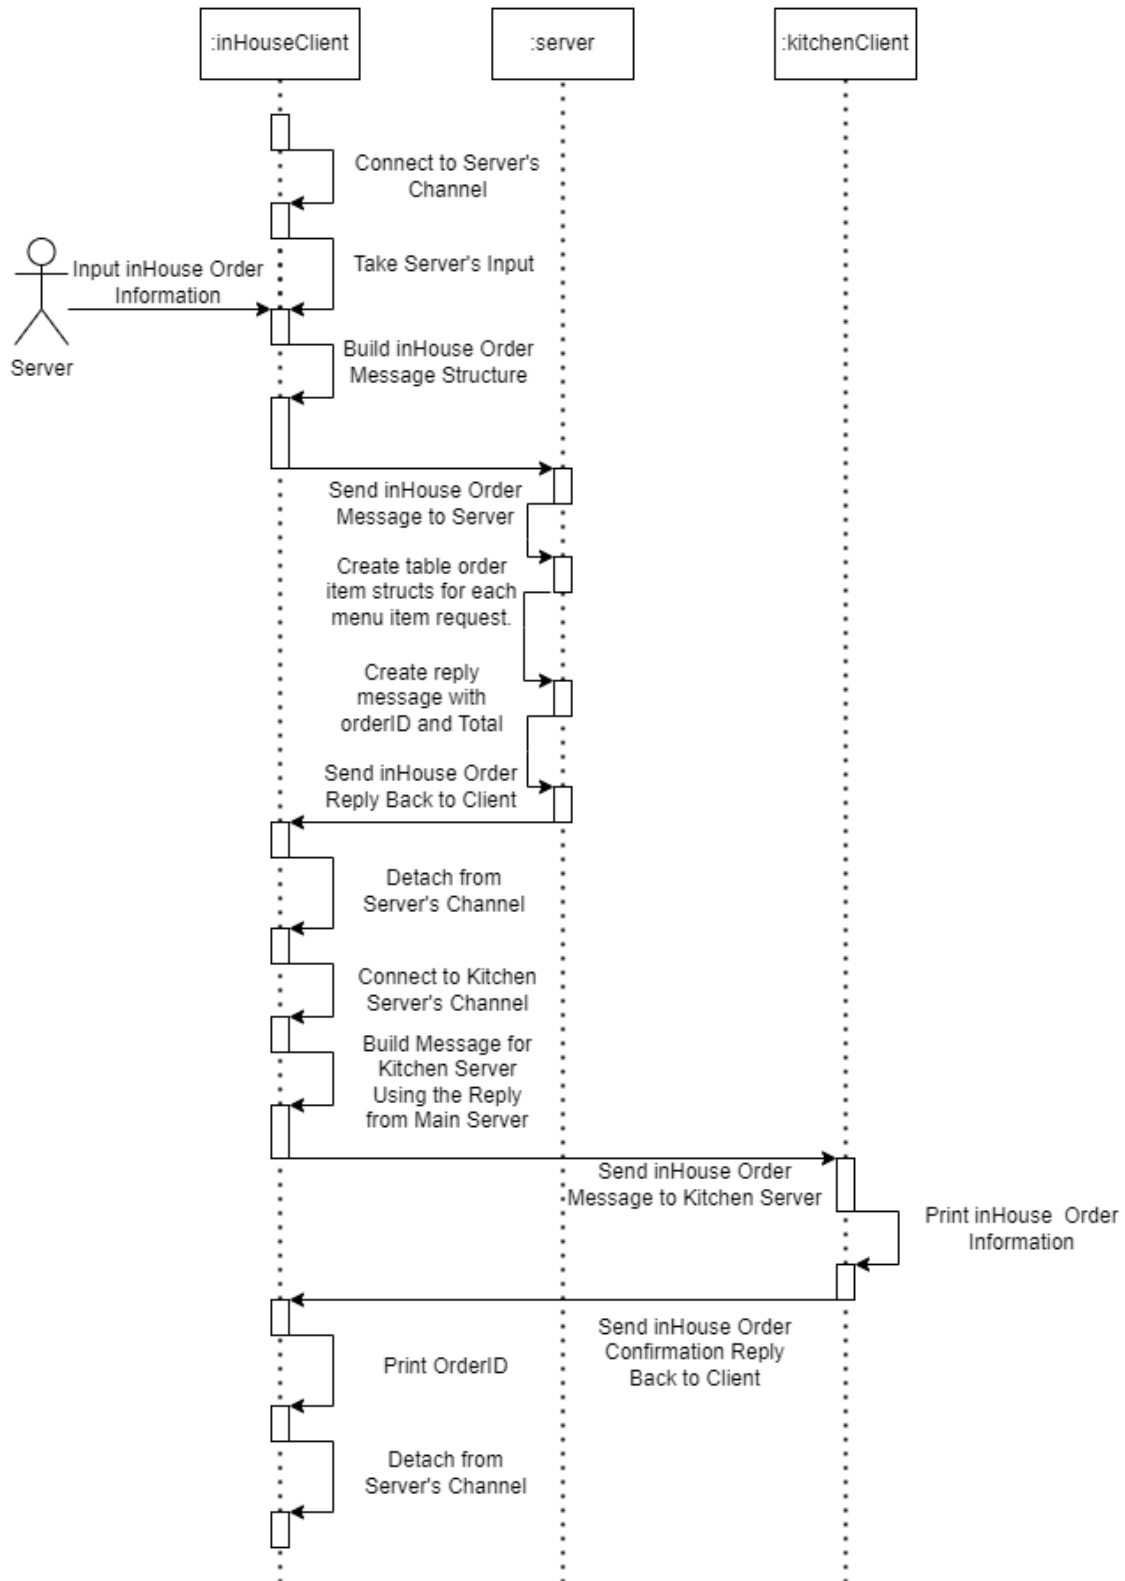 :inHouseClient
:server
:kitchenClient
Connect to Server's
Channel
Take Server's Input
Input inHouse Order
Information
Server
Build inHouse Order
Message Structure
Send inHouse Order
Message to Server
Create table order
item structs for each
menu item request.
Create reply
message with
orderID and Total
Send inHouse Order
Reply Back to Client
Detach from
Server's Channel
Connect to Kitchen
Server's Channel
Build Message for
Kitchen Server
Using the Reply
from Main Server
Send inHouse Order
Message to Kitchen Server
Print inHouse Order
Information
Send inHouse Order
Confirmation Reply
Back to Client
Print OrderID
Detach from
Server's Channel